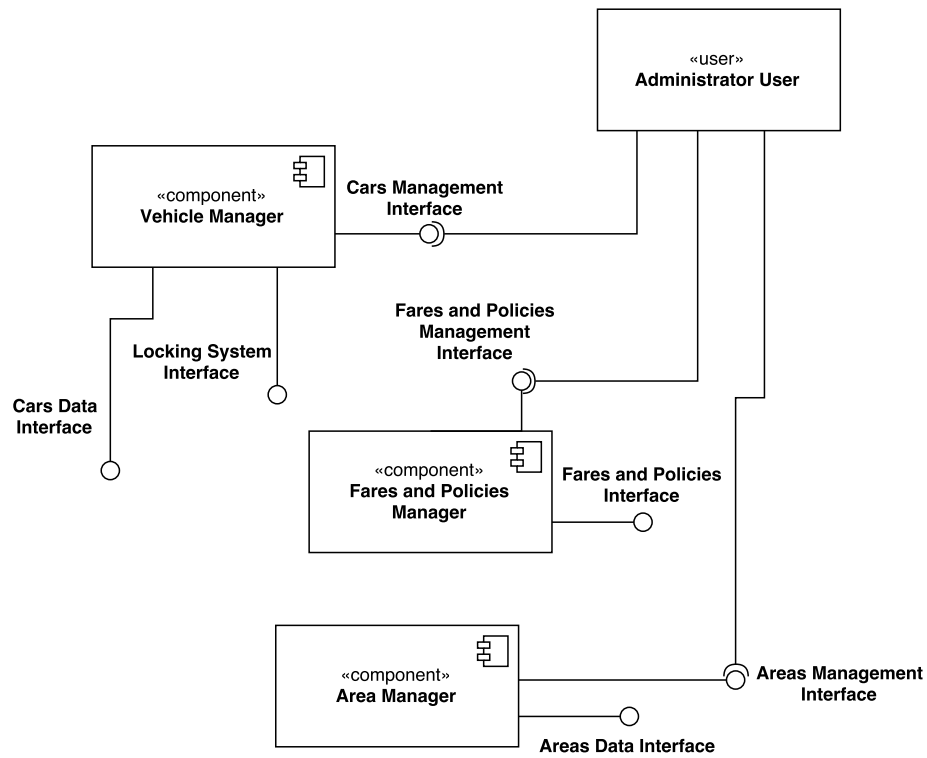 «user»
Administrator User
«component»
Vehicle Manager
Cars Management
Interface
Fares and Policies
Management
Interface
Locking System
Interface
Cars Data
Interface
«component»
Fares and Policies
Manager
Fares and Policies
Interface
«component»
Area Manager
Areas Management
Interface
Areas Data Interface